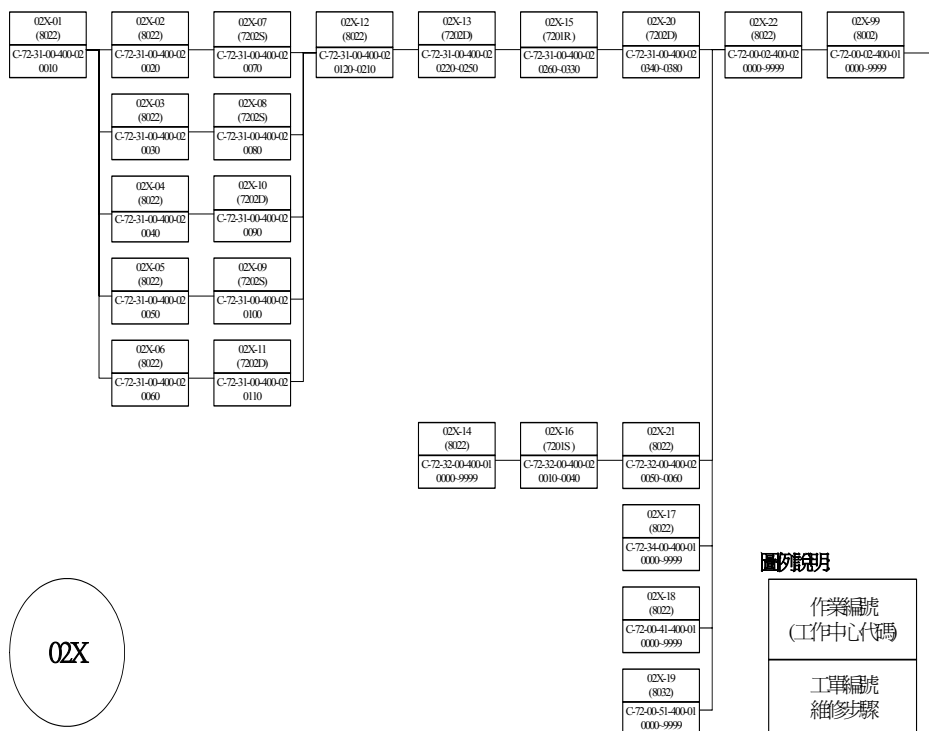 02X-01
(8022)
C-72-31-00-400-02
0010
02X-02
(8022)
C-72-31-00-400-02
0020
02X-07
(7202S)
C-72-31-00-400-02
0070
02X-12
(8022)
C-72-31-00-400-02
0120~0210
02X-13
(7202D)
C-72-31-00-400-02
0220~0250
02X-15
(7201R)
C-72-31-00-400-02
0260~0330
02X-20
(7202D)
C-72-31-00-400-02
0340~0380
02X-22
(8022)
C-72-00-02-400-02
0000~9999
02X-99
(8002)
C-72-00-02-400-01
0000~9999
02X-03
(8022)
C-72-31-00-400-02
0030
02X-08
(7202S)
C-72-31-00-400-02
0080
02X-04
(8022)
C-72-31-00-400-02
0040
02X-10
(7202D)
C-72-31-00-400-02
0090
02X-05
(8022)
C-72-31-00-400-02
0050
02X-09
(7202S)
C-72-31-00-400-02
0100
02X-06
(8022)
C-72-31-00-400-02
0060
02X-11
(7202D)
C-72-31-00-400-02
0110
02X-14
(8022)
C-72-32-00-400-01
0000~9999
02X-16
(7201S)
C-72-32-00-400-02
0010~0040
02X-21
(8022)
C-72-32-00-400-02
0050~0060
02X-17
(8022)
C-72-34-00-400-01
0000~9999
02X-18
(8022)
C-72-00-41-400-01
0000~9999
02X-19
(8032)
C-72-00-51-400-01
0000~9999
02X
圖例說明:
作業編號
(工作中心代碼)
工單編號
維修步驟